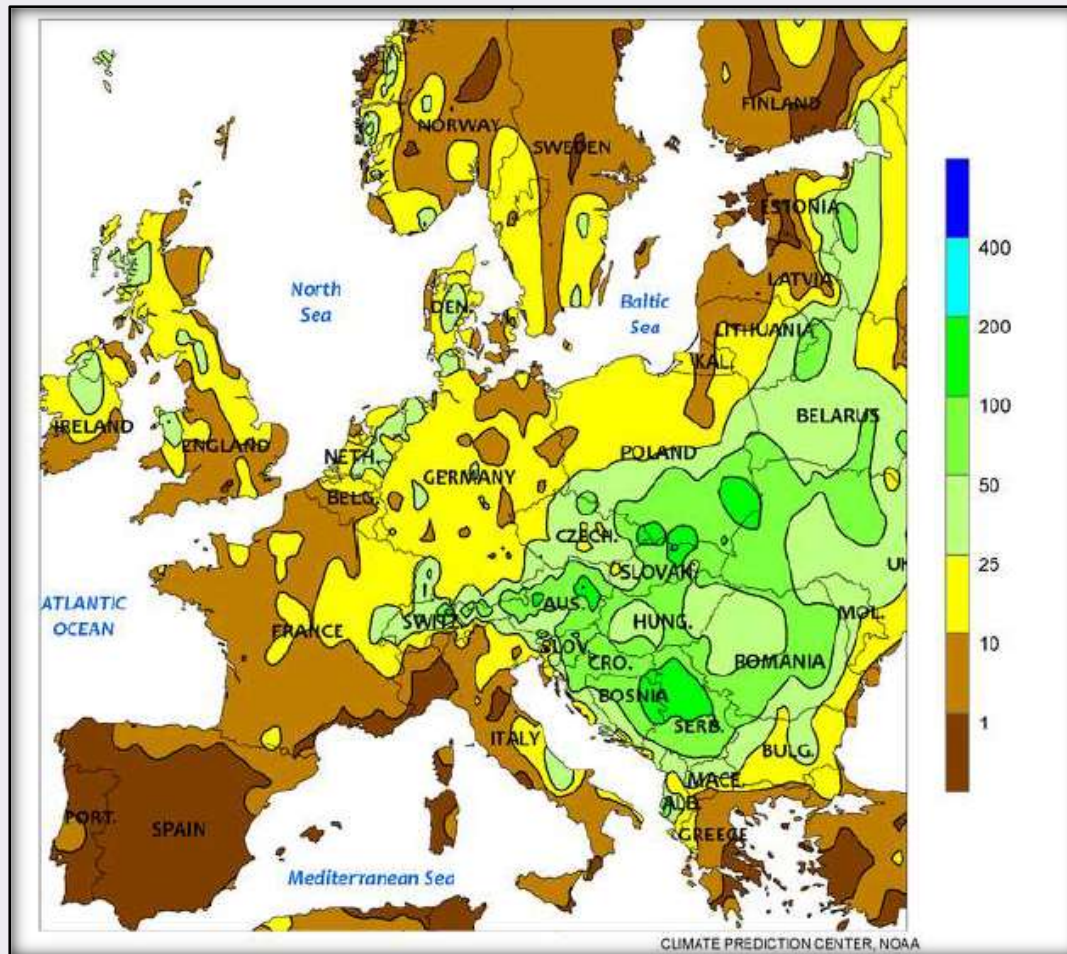 FINLAND
NORWAY
SWEDEN
ESTONIA
400
LATVIA
North
Sea
DEN.
Baltic
Sea
LITHUANIA
200
KAL.
100
BELARUS
IRELAND
ENGLAND
NETH.
POLAND
GERMANY
BELG.
50
CZECH.
UK
SLOVAK.
25
ATLANTIC
OCEAN
AUS.
MOL.
FRANCE
SWITZ.
HUNG.
SLOV.
10
CRO.
ROMANIA
BOSNIA
1
SERB.
ITALY
BULG.
MACE.
PORT.
SPAIN
ALB.
GREECE
Mediterranean Sea
CLIMATE PREDICTION CENTER, NOAA